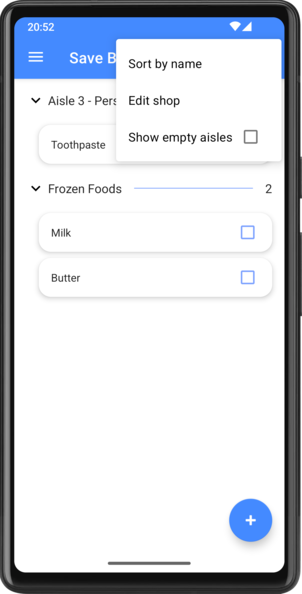 20:52
Save B
Sort by name
Edit shop
Show empty aisles
Aisle 3 - Pers
Toothpaste
Frozen Foods 2
Milk
Butter
+